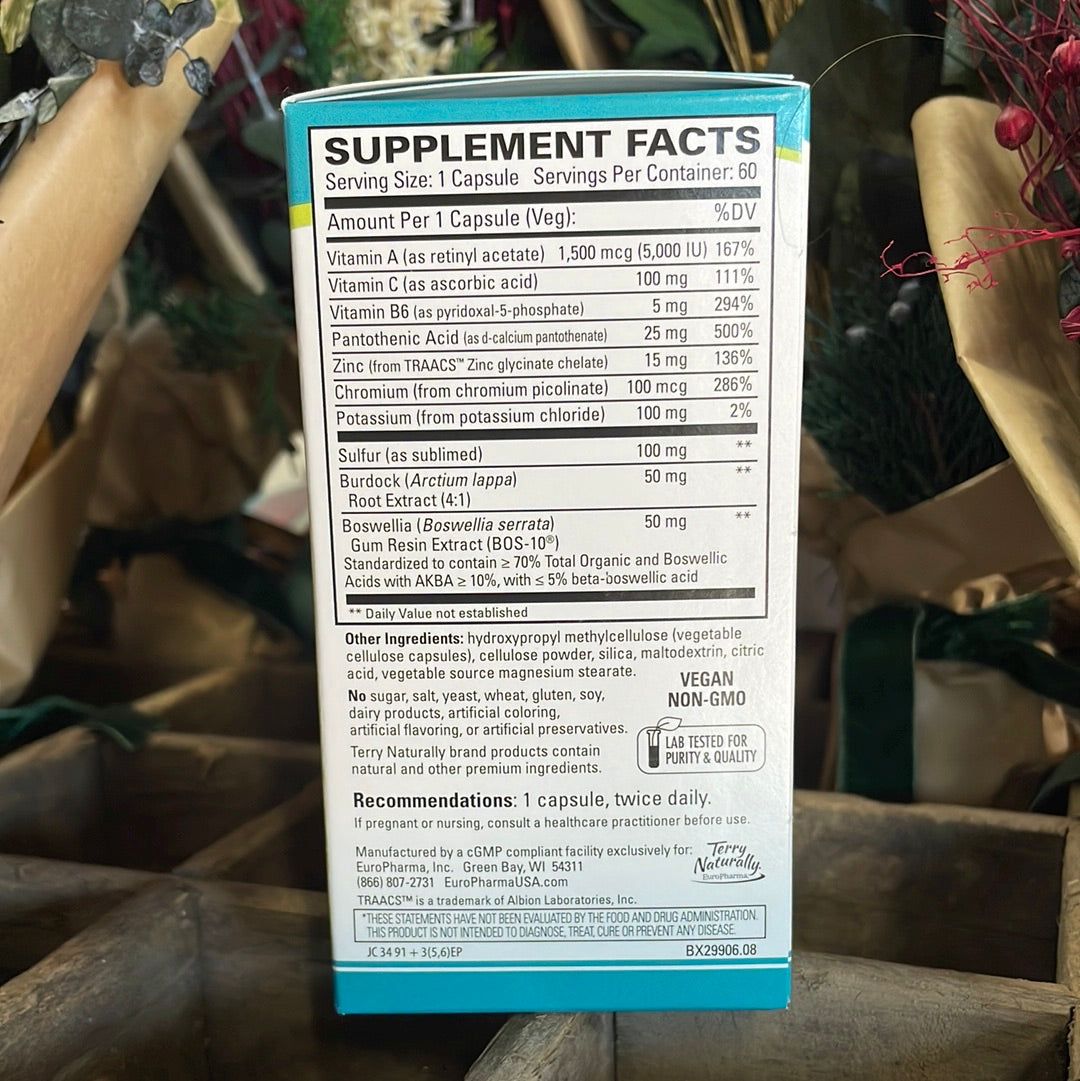 SUPPLEMENT FACTS
Serving Size: 1 Capsule Servings Per Container: 60
Amount Per 1 Capsule (Veg): %DV
Vitamin A (as retinyl acetate) 1,500 mcg (5,000 IU) 167%
Vitamin C (as ascorbic acid) 100 mg 111%
Vitamin B6 (as pyridoxal-5-phosphate) 5 mg 294%
Pantothenic Acid (as d-calcium pantothenate) 25 mg 500%
Zinc (from TRAACS™ Zinc glycinate chelate) 15 mg 136%
Chromium (from chromium picolinate) 100 mcg 286%
Potassium (from potassium chloride) 100 mg 2%
Sulfur (as sublimed) 100 mg **
Burdock (Arctium lappa) 50 mg **
Root Extract (4:1)
Boswellia (Boswellia serrata) 50 mg **
Gum Resin Extract (BOS-10®)
Standardized to contain ≥ 70% Total Organic and Boswellic
Acids with AKBA ≥ 10%, with ≤ 5% beta-boswellic acid
** Daily Value not established
Other Ingredients: hydroxypropyl methylcellulose (vegetable
cellulose capsules), cellulose powder, silica, maltodextrin, citric
acid, vegetable source magnesium stearate.
VEGAN
NON-GMO
No sugar, salt, yeast, wheat, gluten, soy,
dairy products, artificial coloring,
artificial flavoring, or artificial preservatives.
LAB TESTED FOR
PURITY & QUALITY
Terry Naturally brand products contain
natural and other premium ingredients.
Recommendations: 1 capsule, twice daily.
If pregnant or nursing, consult a healthcare practitioner before use.
Manufactured by a cGMP compliant facility exclusively for:
EuroPharma, Inc. Green Bay, WI 54311
(866) 807-2731 EuroPharmaUSA.com
Terry
Naturally.
EuroPharma
TRAACS™ is a trademark of Albion Laboratories, Inc.
*THESE STATEMENTS HAVE NOT BEEN EVALUATED BY THE FOOD AND DRUG ADMINISTRATION.
THIS PRODUCT IS NOT INTENDED TO DIAGNOSE, TREAT, CURE OR PREVENT ANY DISEASE.
JC 34 91 + 3(5,6)EP BX29906.08